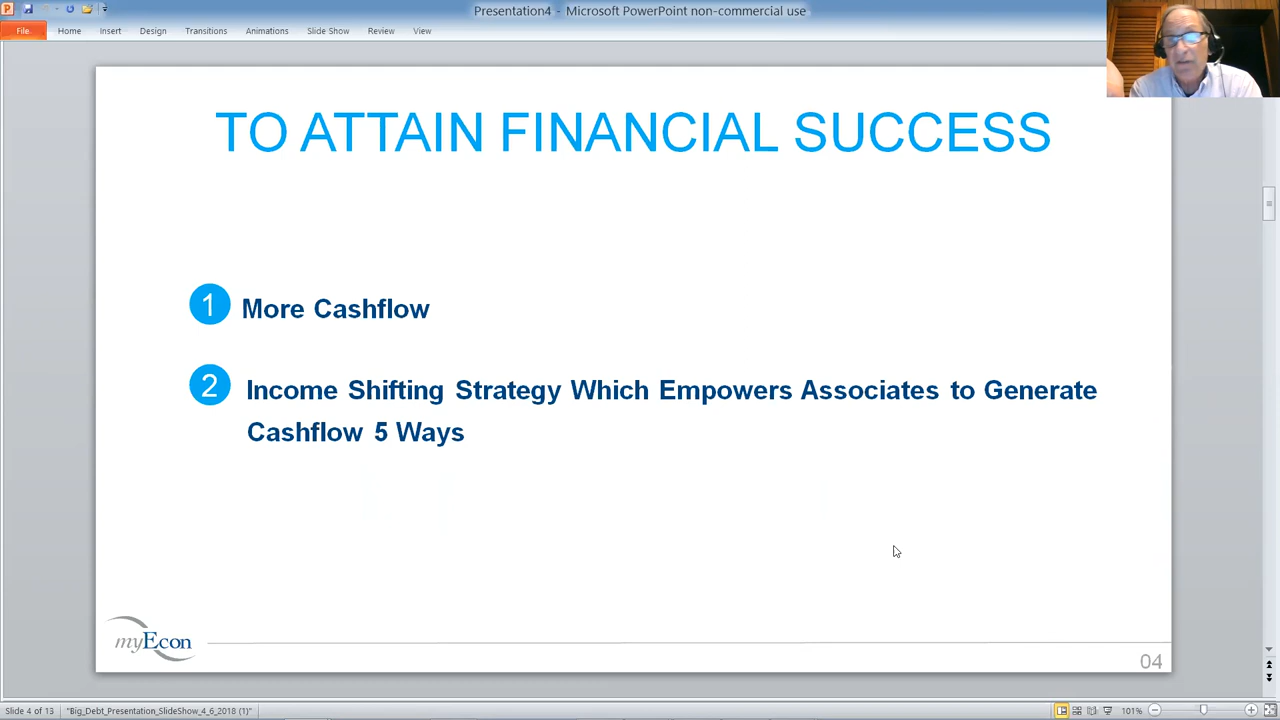 Presentation4 - Microsoft PowerPoint non-commercial use
File Home Insert Design Transitions Animations Slide Show Review View
TO ATTAIN FINANCIAL SUCCESS
1 More Cashflow
2 Income Shifting Strategy Which Empowers Associates to Generate
Cashflow 5 Ways
myEcon
04
Slide 4 of 13 "Big_Debt_Presentation_SlideShow_4_6_2018 (1)" 101%